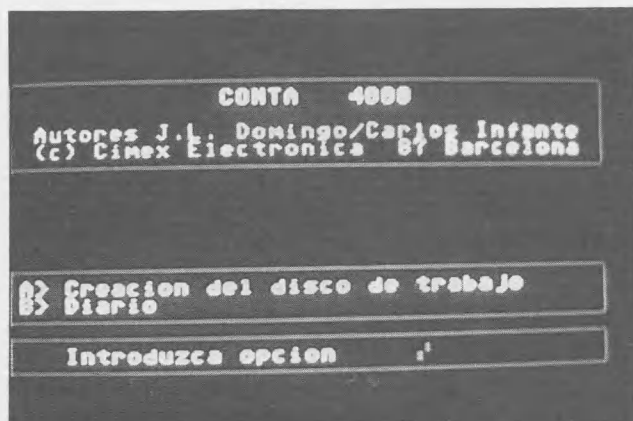 CONTA 4000
Autores J.L. Domingo/Carlos Infante
(c) Cimex Electronica 87 Barcelona
A> Creacion del disco de trabajo
B> Diario
Introduzca opcion